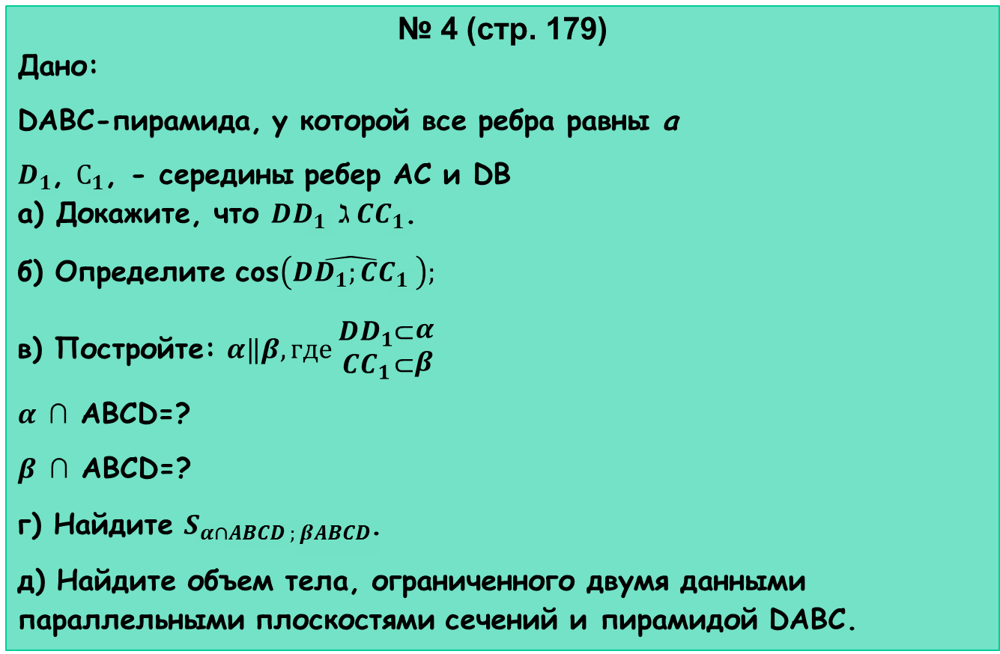 № 4 (стр. 179)
Дано:
DABC-пирамида, у которой все ребра равны a
D₁, C₁, - середины ребер AC и DB
а) Докажите, что DD₁ ג CC₁.
б) Определите cos(DD₁; CC₁ );
в) Постройте: α∥β, где DD₁⊂α
CC₁⊂β
α ∩ ABCD=?
β ∩ ABCD=?
г) Найдите S α∩ABCD ; βABCD.
д) Найдите объем тела, ограниченного двумя данными
параллельными плоскостями сечений и пирамидой DABC.